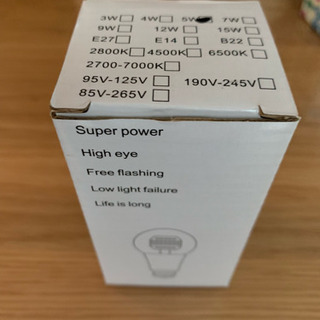 3W 4W 5W 7W
9W 12W 15W
E27 E14 B22
2800K 4500K 6500K
2700-7000K
95V-125V 190V-245V
85V-265V
Super power
High eye
Free flashing
Low light failure
Life is long